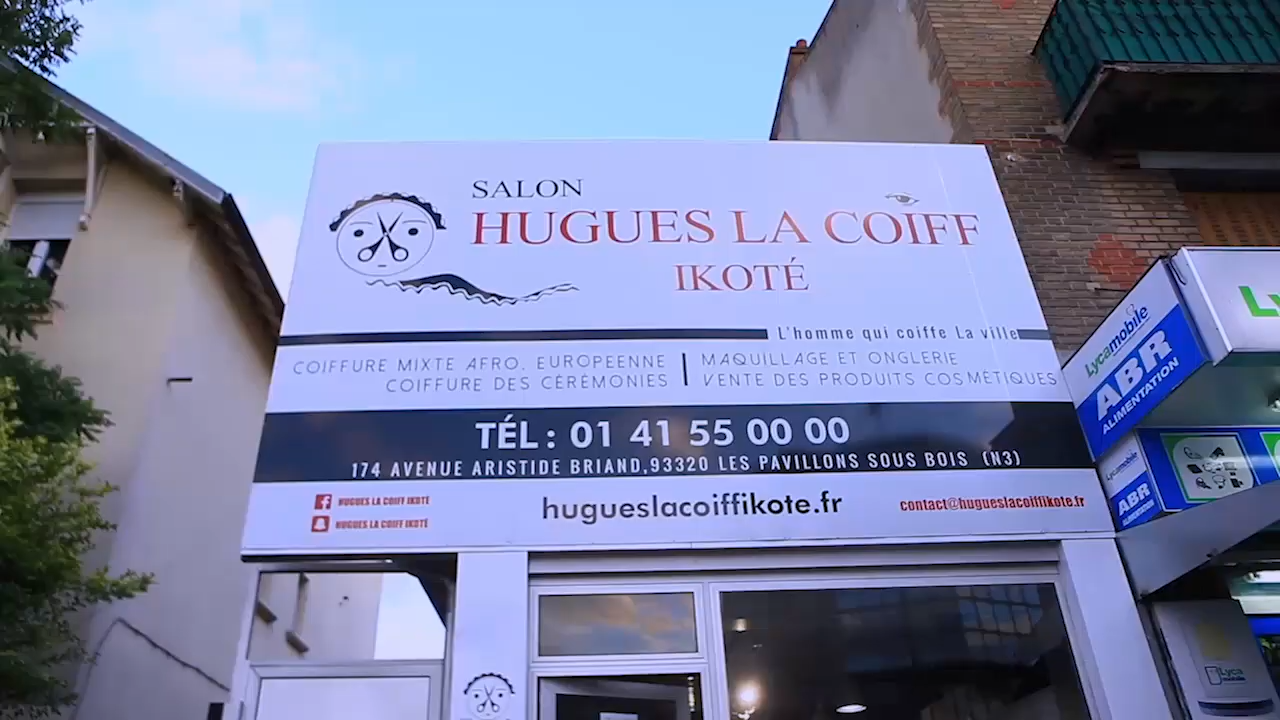 SALON
HUGUES LA COIFF
IKOTÉ
L'homme qui coiffe La ville
COIFFURE MIXTE AFRO, EUROPEENNE
COIFFURE DES CÉRÉMONIES
MAQUILLAGE ET ONGLERIE
VENTE DES PRODUITS COSMÉTIQUES
TÉL: 01 41 55 00 00
174 AVENUE ARISTIDE BRIAND,93320 LES PAVILLONS SOUS BOIS (N3)
HUGUES LA COIFF IKOTÉ
HUGUES LA COIFF IKOTÉ
hugueslacoiffikote.fr
contact@hugueslacoiffikote.fr
Lycamobile
ABR
ALIMENTATION
Lycamobile
ABR
ALIMENTATION
Lyca
mobile